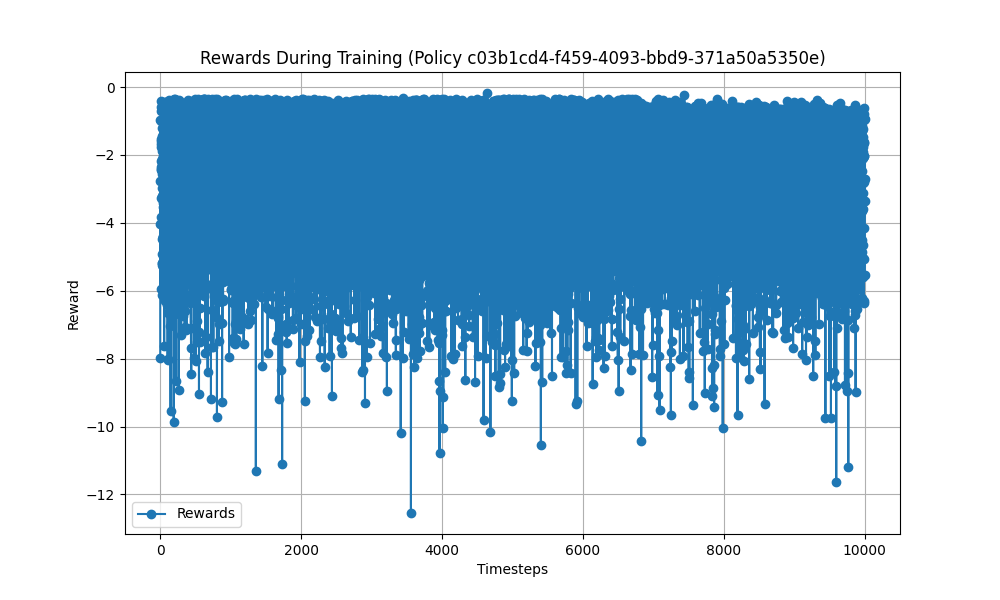 Rewards During Training (Policy c03b1cd4-f459-4093-bbd9-371a50a5350e)
Reward
0
−2
−4
−6
−8
−10
−12
Rewards
0 2000 4000 6000 8000 10000
Timesteps